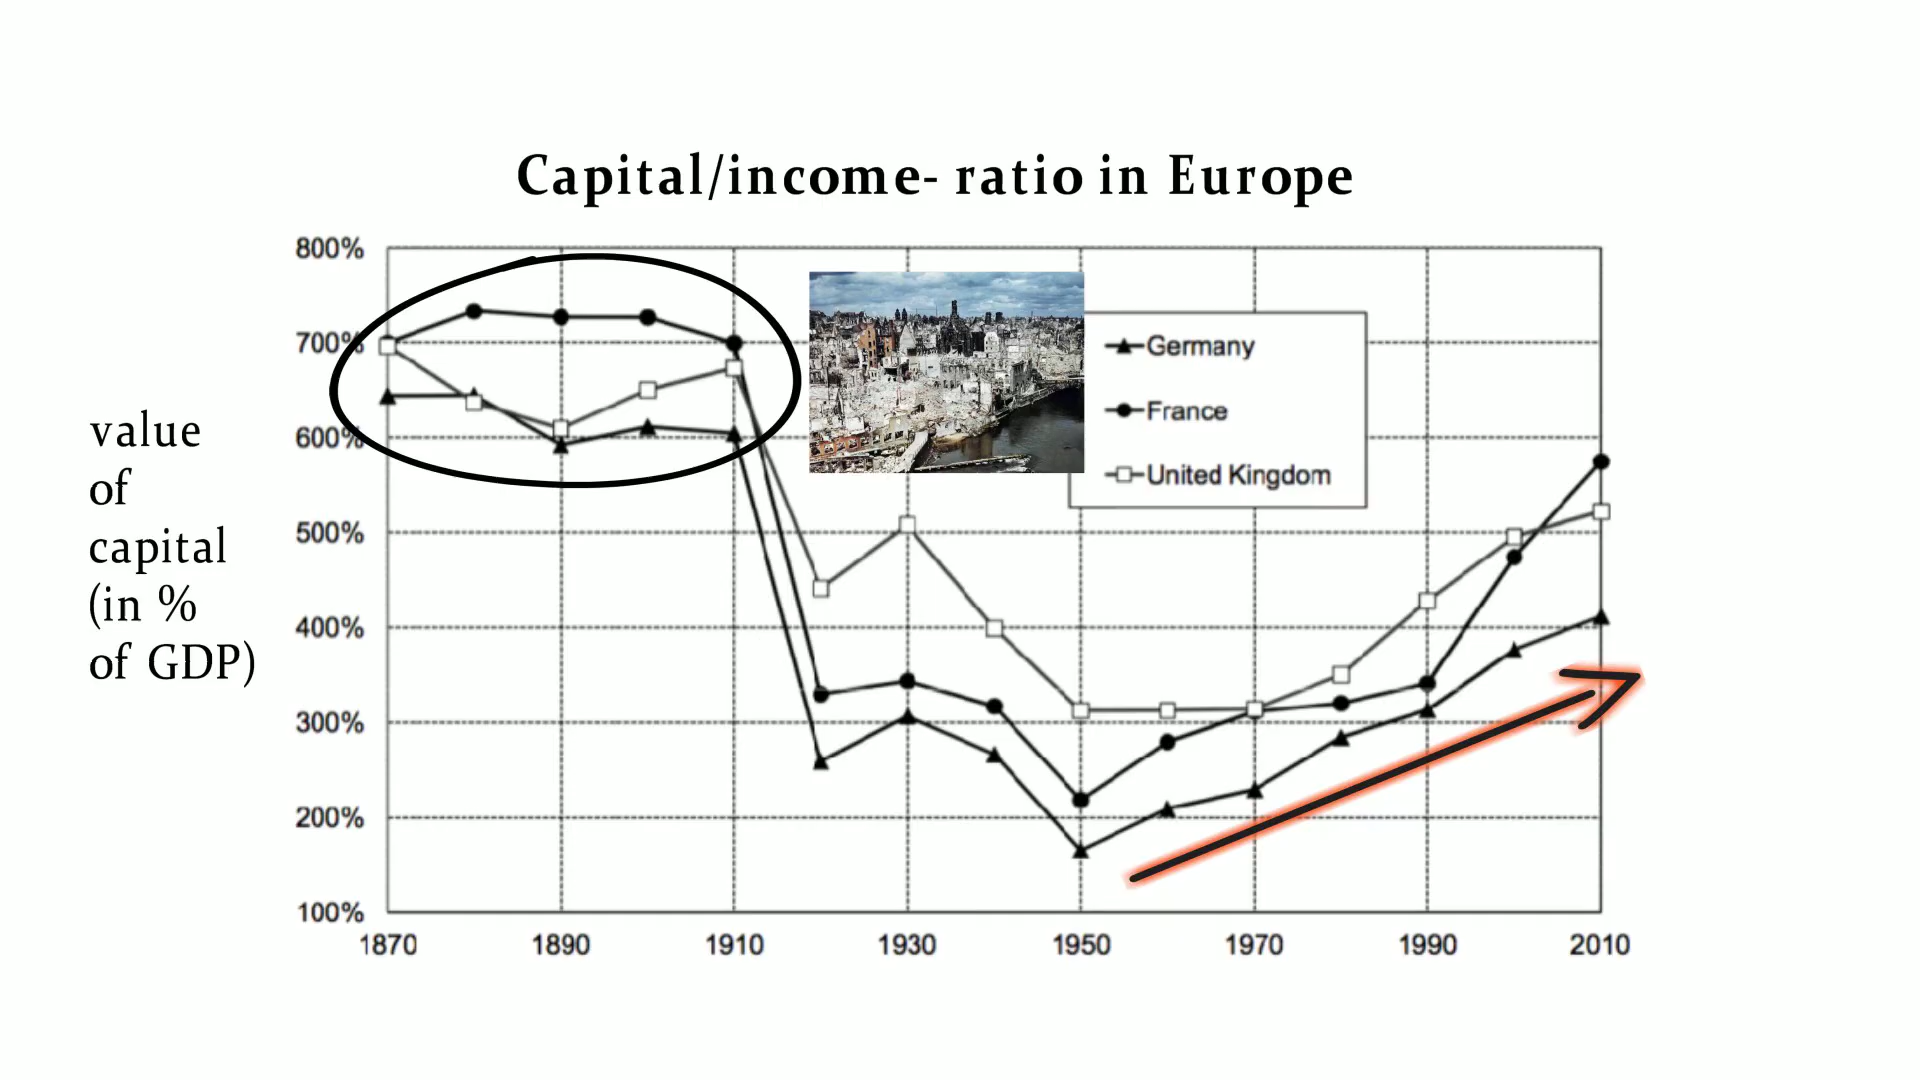 Capital/income- ratio in Europe
value
of
capital
(in %
of GDP)
800%
700%
600%
500%
400%
300%
200%
100%
Germany
France
United Kingdom
1870 1890 1910 1930 1950 1970 1990 2010